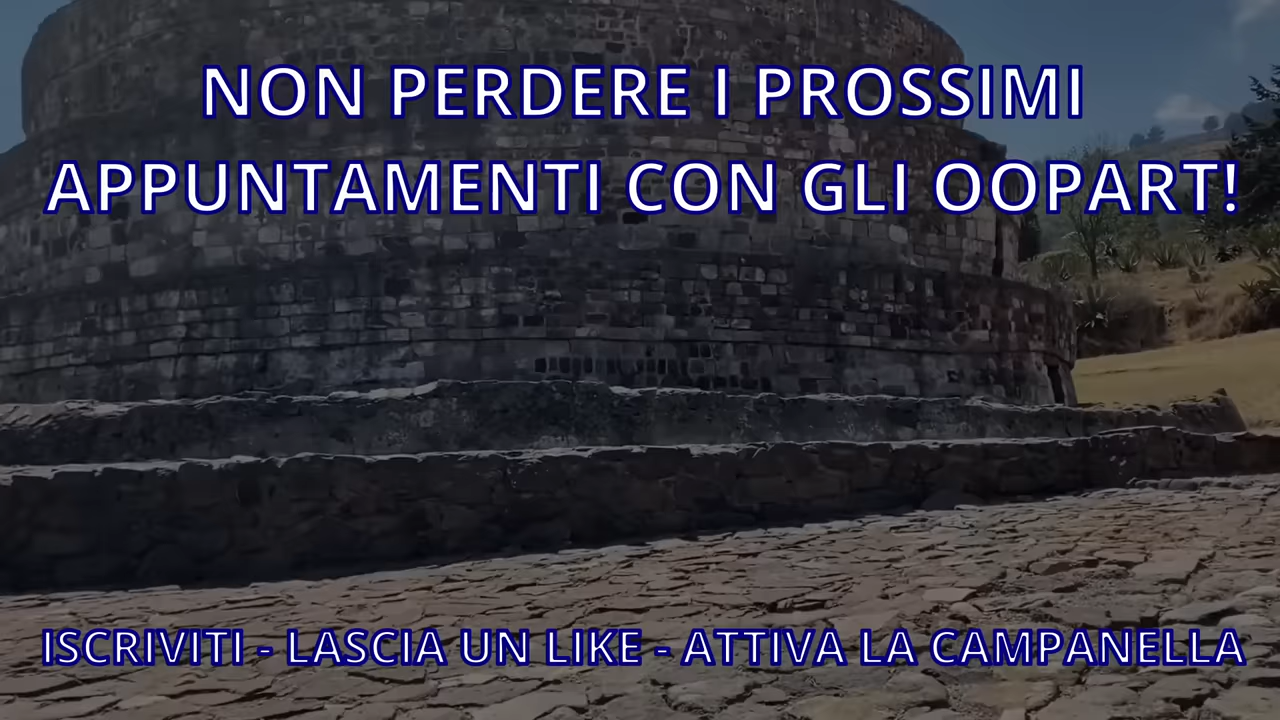 NON PERDERE I PROSSIMI
APPUNTAMENTI CON GLI OOPART!
ISCRIVITI - LASCIA UN LIKE - ATTIVA LA CAMPANELLA